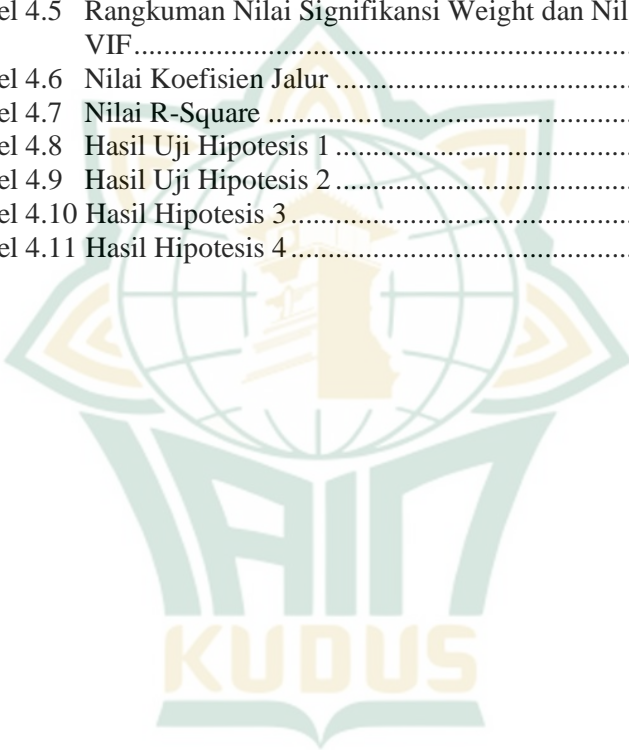 el 4.5 Rangkuman Nilai Signifikansi Weight dan Nil
VIF......................................................................
el 4.6 Nilai Koefisien Jalur ..........................................
el 4.7 Nilai R-Square ...................................................
el 4.8 Hasil Uji Hipotesis 1 ..........................................
el 4.9 Hasil Uji Hipotesis 2 ..........................................
el 4.10 Hasil Hipotesis 3 ................................................
el 4.11 Hasil Hipotesis 4 ................................................
IAIN
KUDUS